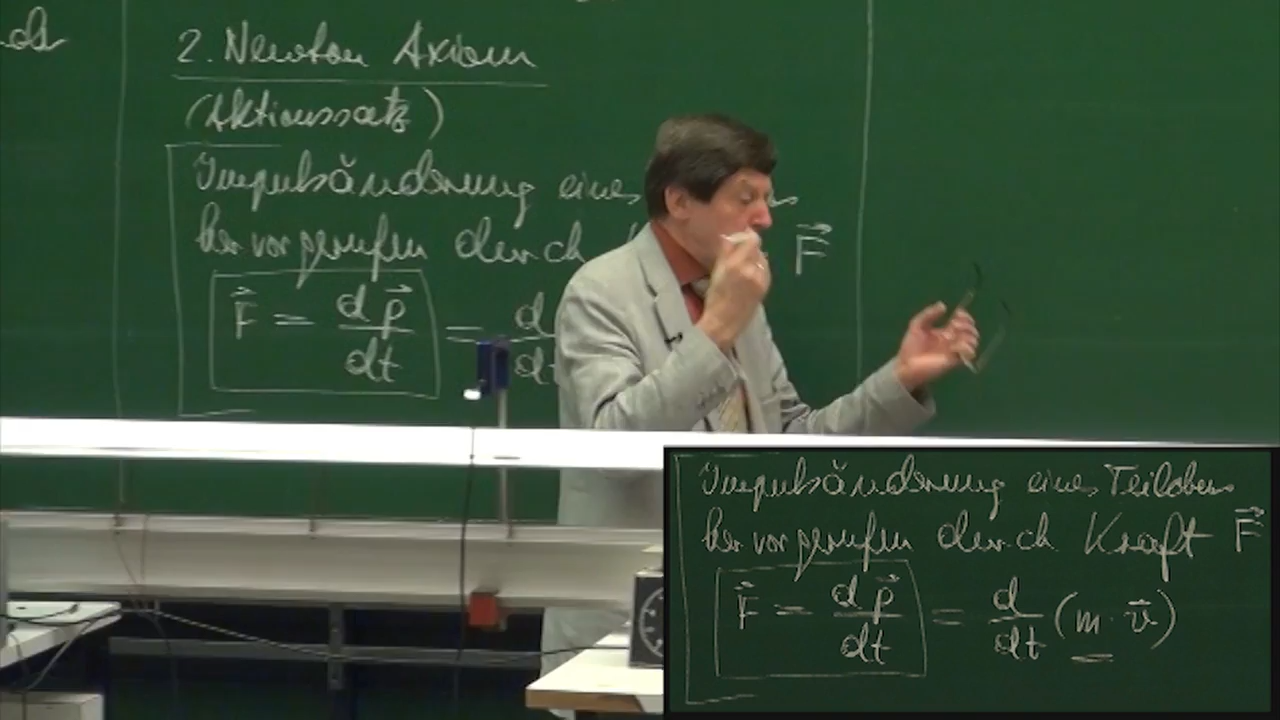 2. Newton Axiom
(Aktionssatz)
Impulsänderung eines
hervorgerufen durch F⃗
F⃗ = dp⃗/dt = d/dt
Impulsänderung eines Teilchens
hervorgerufen durch Kraft F⃗
F⃗ = dp⃗/dt = d/dt (m · v⃗)